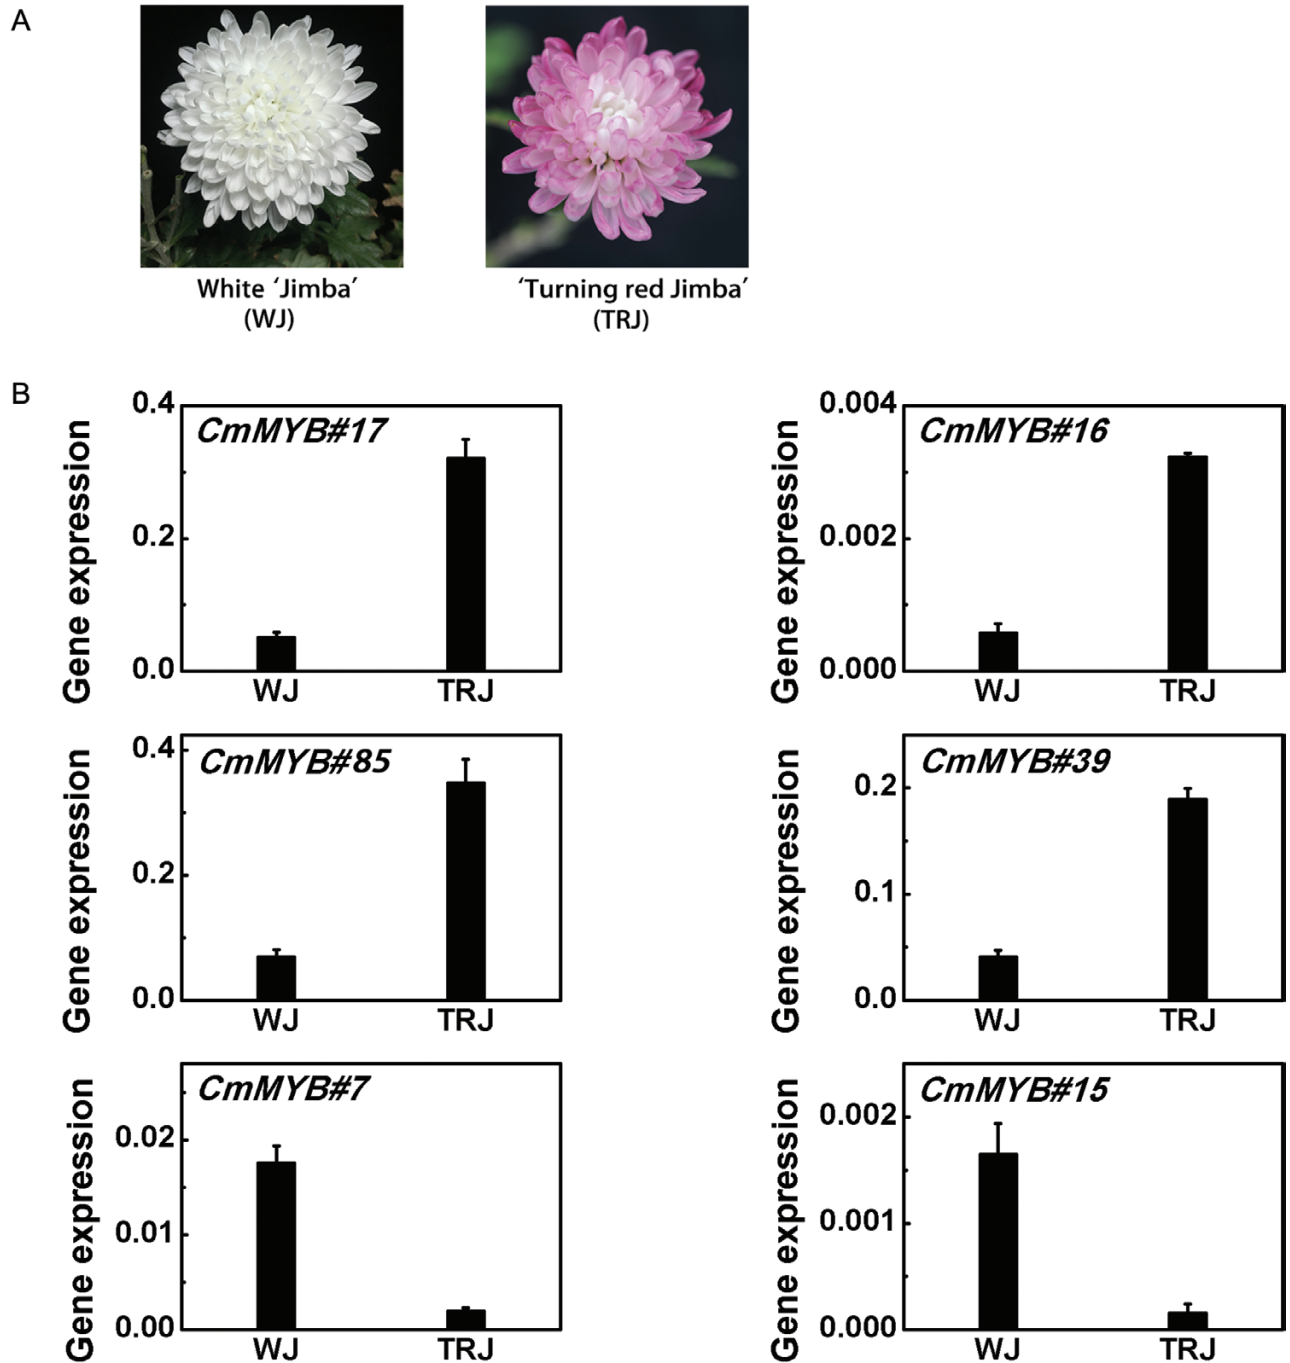 A
White ‘Jimba’
(WJ)
‘Turning red Jimba’
(TRJ)
B
Gene expression
0.4
0.2
0.0
CmMYB#17
WJ
TRJ
Gene expression
0.004
0.002
0.000
CmMYB#16
WJ
TRJ
Gene expression
0.4
0.2
0.0
CmMYB#85
WJ
TRJ
Gene expression
0.2
0.1
0.0
CmMYB#39
WJ
TRJ
Gene expression
0.02
0.01
0.00
CmMYB#7
WJ
TRJ
Gene expression
0.002
0.001
0.000
CmMYB#15
WJ
TRJ